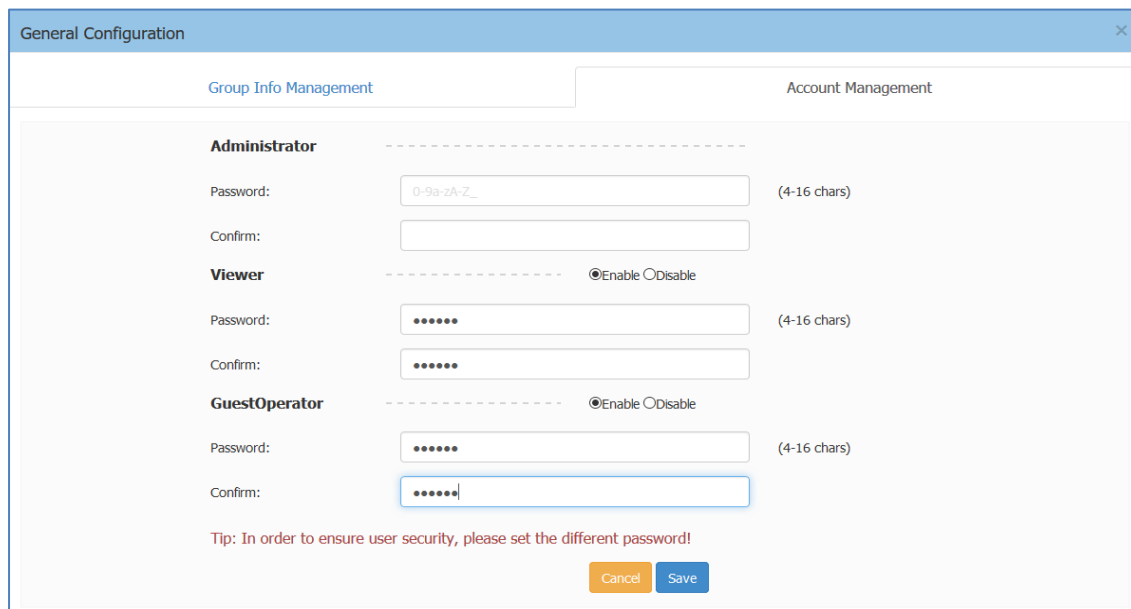 General Configuration ×
Group Info Management Account Management
Administrator
Password: 0-9a-zA-Z_ (4-16 chars)
Confirm:
Viewer Enable Disable
Password: •••••• (4-16 chars)
Confirm: ••••••
GuestOperator Enable Disable
Password: •••••• (4-16 chars)
Confirm: ••••••
Tip: In order to ensure user security, please set the different password!
Cancel Save